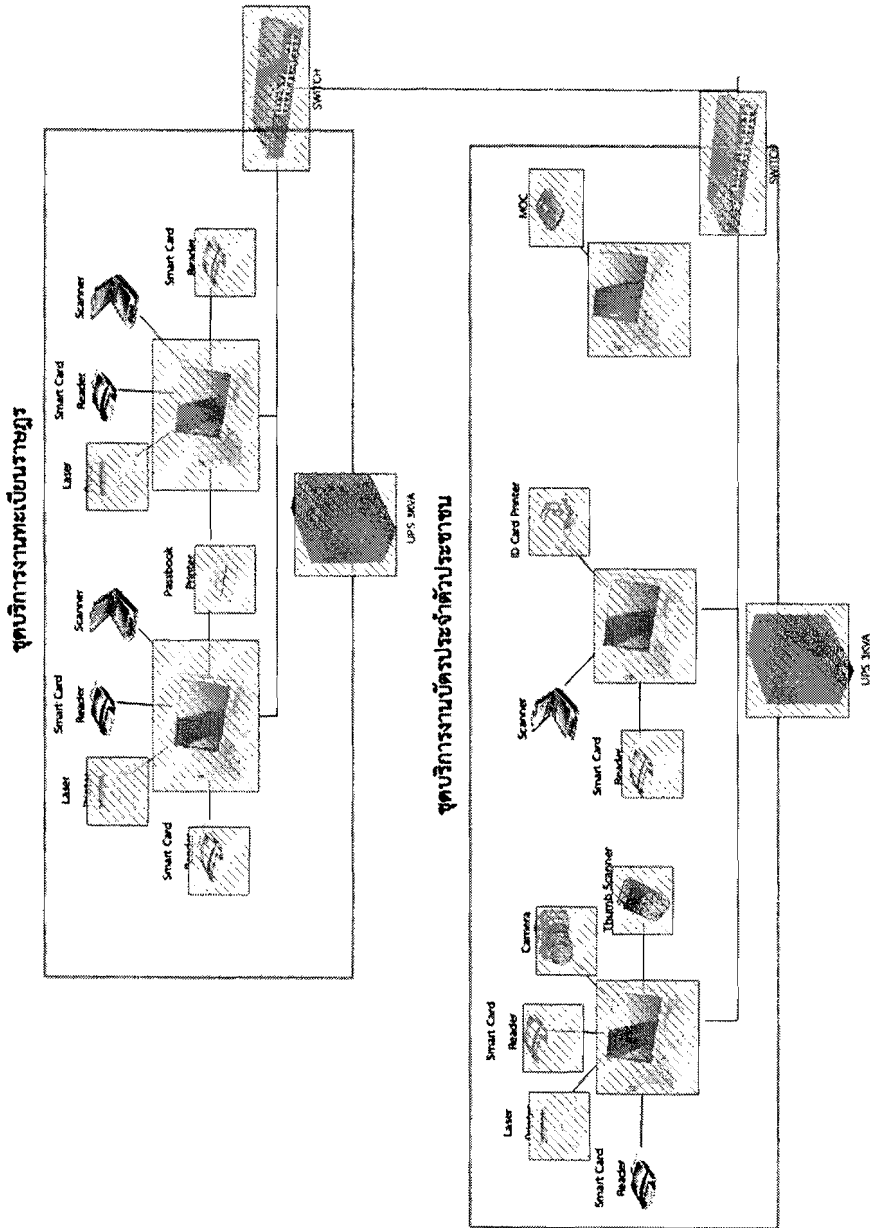 ชุดบริการงานทะเบียนราษฎร
Laser
Smart Card
Reader
Scanner
Laser
Smart Card
Reader
Scanner
Smart Card
Reader
Passbook
Printer
Smart Card
Reader
SWITCH
UPS 3KVA
ชุดบริการงานบัตรประจำตัวประชาชน
Laser
Smart Card
Reader
Camera
Scanner
ID Card Printer
MOC
Smart Card
Reader
Thumb Scanner
Smart Card
Reader
SWITCH
UPS 3KVA